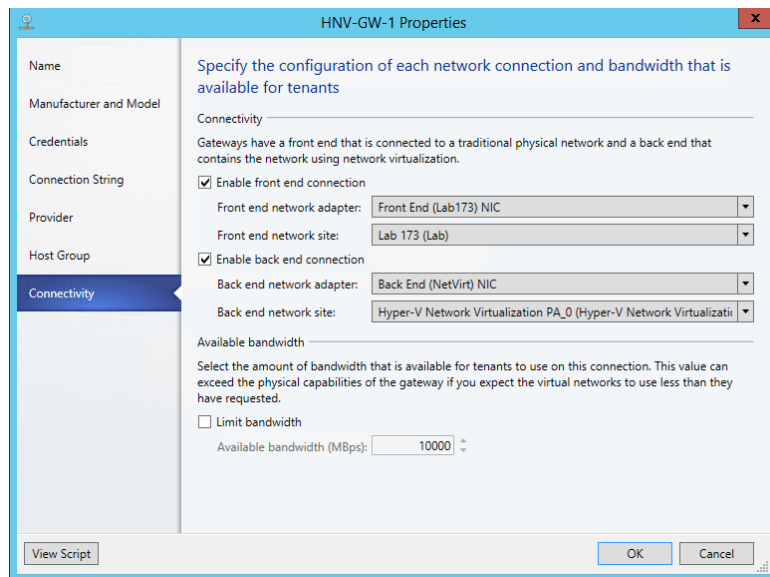 HNV-GW-1 Properties
x
Name
Manufacturer and Model
Credentials
Connection String
Provider
Host Group
Connectivity
Specify the configuration of each network connection and bandwidth that is
available for tenants
Connectivity
Gateways have a front end that is connected to a traditional physical network and a back end that
contains the network using network virtualization.
Enable front end connection
Front end network adapter: Front End (Lab173) NIC
Front end network site: Lab 173 (Lab)
Enable back end connection
Back end network adapter: Back End (NetVirt) NIC
Back end network site: Hyper-V Network Virtualization PA_0 (Hyper-V Network Virtualizatic
Available bandwidth
Select the amount of bandwidth that is available for tenants to use on this connection. This value can
exceed the physical capabilities of the gateway if you expect the virtual networks to use less than they
have requested.
Limit bandwidth
Available bandwidth (MBps): 10000
View Script
OK
Cancel